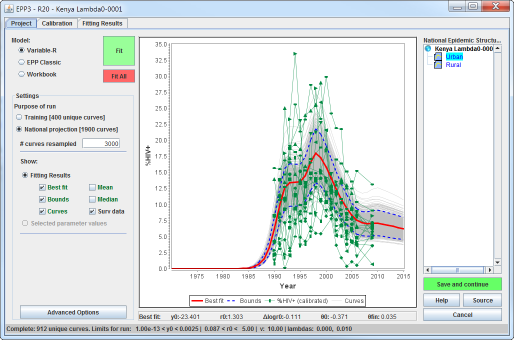 EPP3 - R20 - Kenya Lambda0-0001
Project Calibration Fitting Results
Model:
Variable-R
EPP Classic
Workbook
Fit
Fit All
Settings
Purpose of run
Training [400 unique curves]
National projection [1900 curves]
# curves resampled 3000
Show:
Fitting Results
Best fit Mean
Bounds Median
Curves Surv data
Selected parameter values
Advanced Options
%HIV+
35.0
32.5
30.0
27.5
25.0
22.5
20.0
17.5
15.0
12.5
10.0
7.5
5.0
2.5
0.0
1975 1980 1985 1990 1995 2000 2005 2010 2015
Year
Best fit Bounds %HIV+ (calibrated) Curves
Best fit: y0:-23.401 r0:1.303 Δlogr0:-0.111 θ0: -0.371 θfin: 0.035
National Epidemic Structu...
Kenya Lambda0-000
Urban
Rural
Save and continue
Help Source
Cancel
Complete: 912 unique curves. Limits for run: 1.00e-13 < y0 < 0.0025 | 0.087 < r0 < 5.00 | v: 10.00 | lambdas: 0.000, 0.010